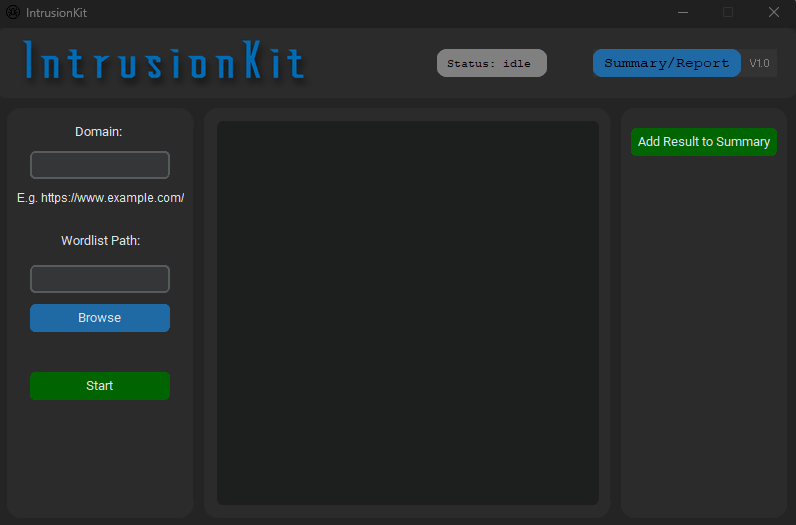 IntrusionKit
IntrusionKit
Status: idle
Summary/Report
V1.0
Domain:
E.g. https://www.example.com/
Wordlist Path:
Browse
Start
Add Result to Summary